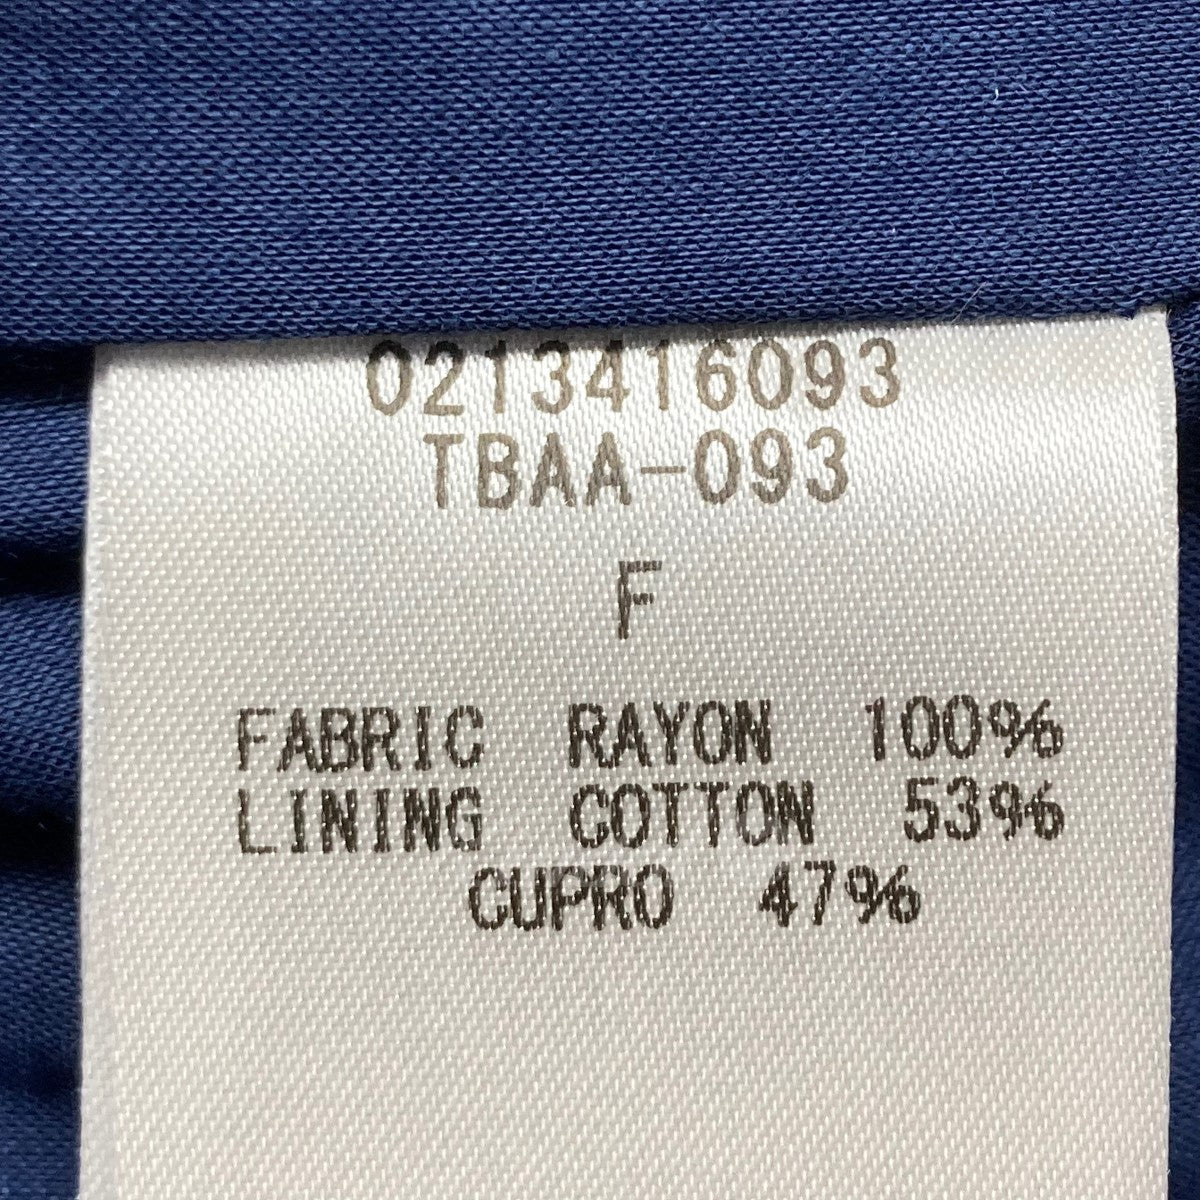 0213416093
TBAA-093
F
FABRIC RAYON 100%
LINING COTTON 53%
CUPRO 47%